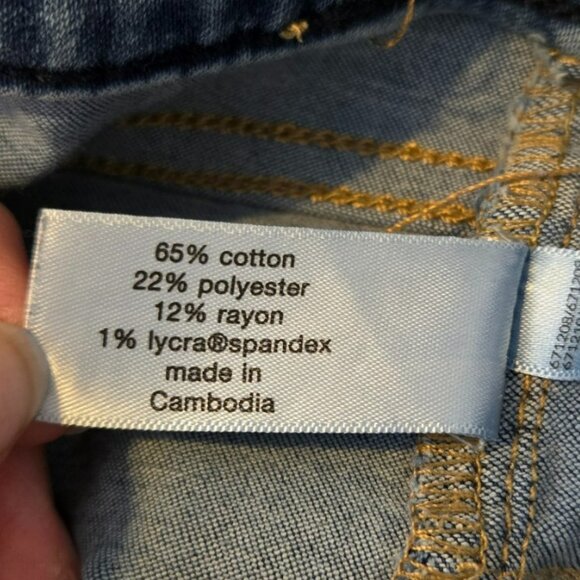 65% cotton
22% polyester
12% rayon
1% lycra®spandex
made in
Cambodia